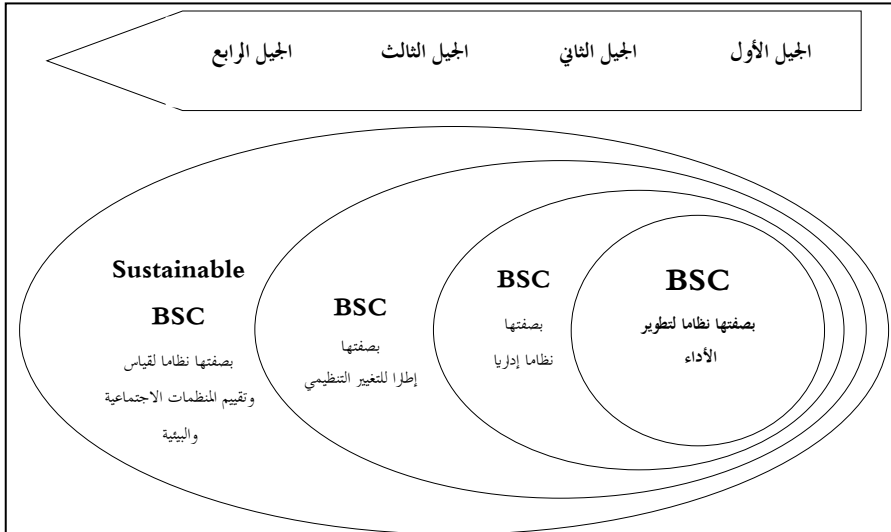 الجيل الأول
الجيل الثاني
الجيل الثالث
الجيل الرابع
BSC
بصفتها نظاما لتطوير
الأداء
BSC
بصفتها
نظاما إداريا
BSC
بصفتها
إطارا للتغيير التنظيمي
Sustainable
BSC
بصفتها نظاما لقياس
وتقييم المنظمات الاجتماعية
والبيئية